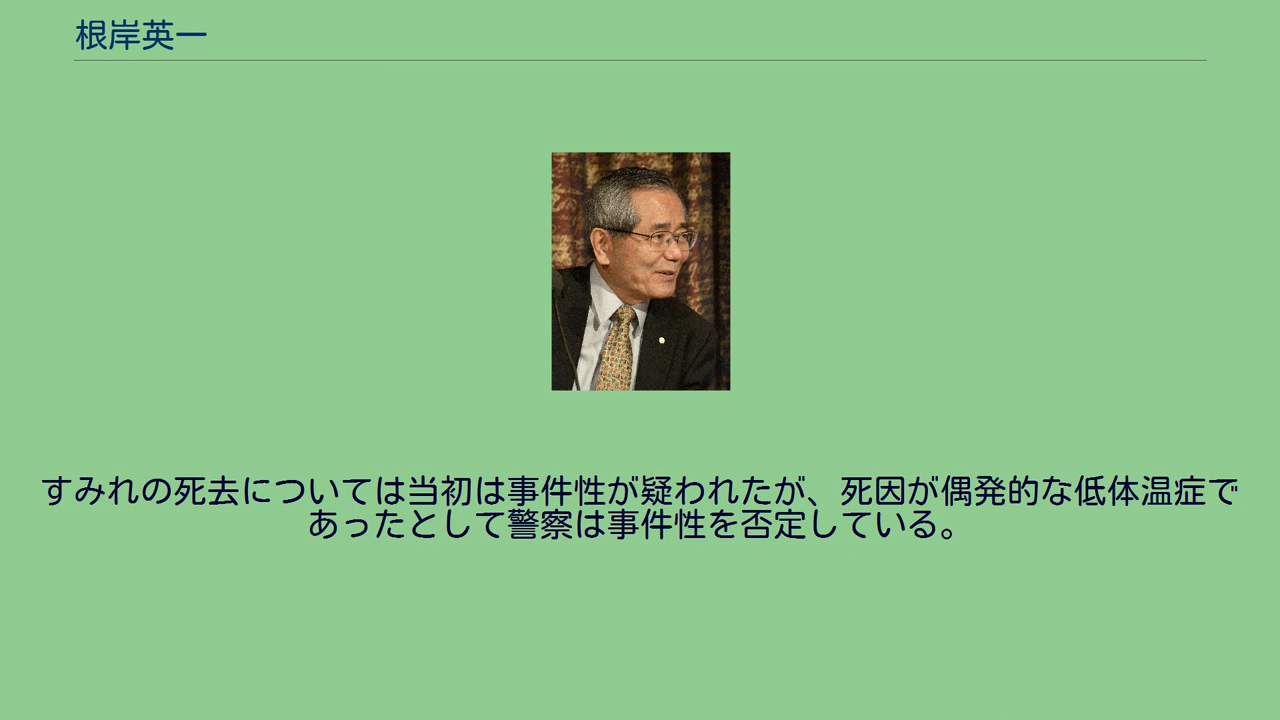 根岸英一
すみれの死去については当初は事件性が疑われたが、死因が偶発的な低体温症で
あったとして警察は事件性を否定している。